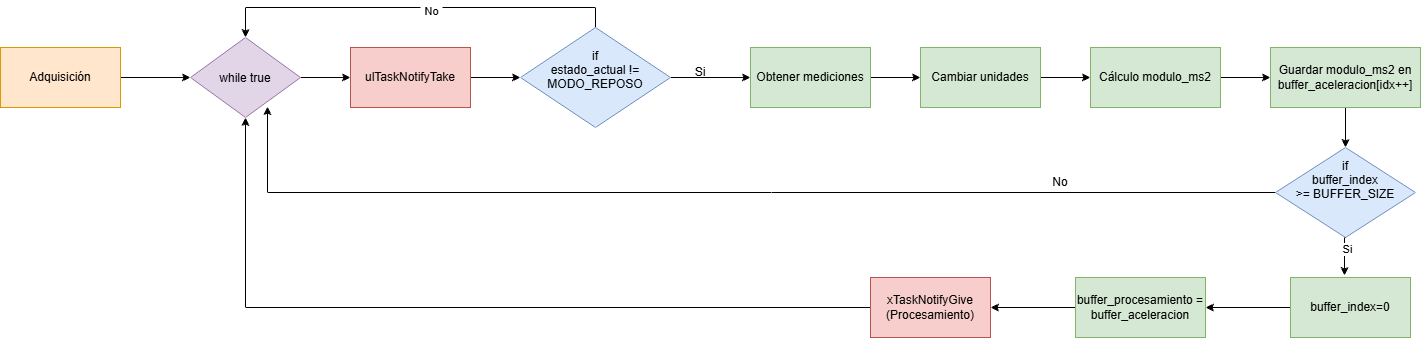 No
Adquisición
while true
ulTaskNotifyTake
if
estado_actual !=
MODO_REPOSO
Si
Obtener mediciones
Cambiar unidades
Cálculo modulo_ms2
Guardar modulo_ms2 en
buffer_aceleracion[idx++]
if
buffer_index
>= BUFFER_SIZE
No
Si
buffer_index=0
buffer_procesamiento =
buffer_aceleracion
xTaskNotifyGive
(Procesamiento)